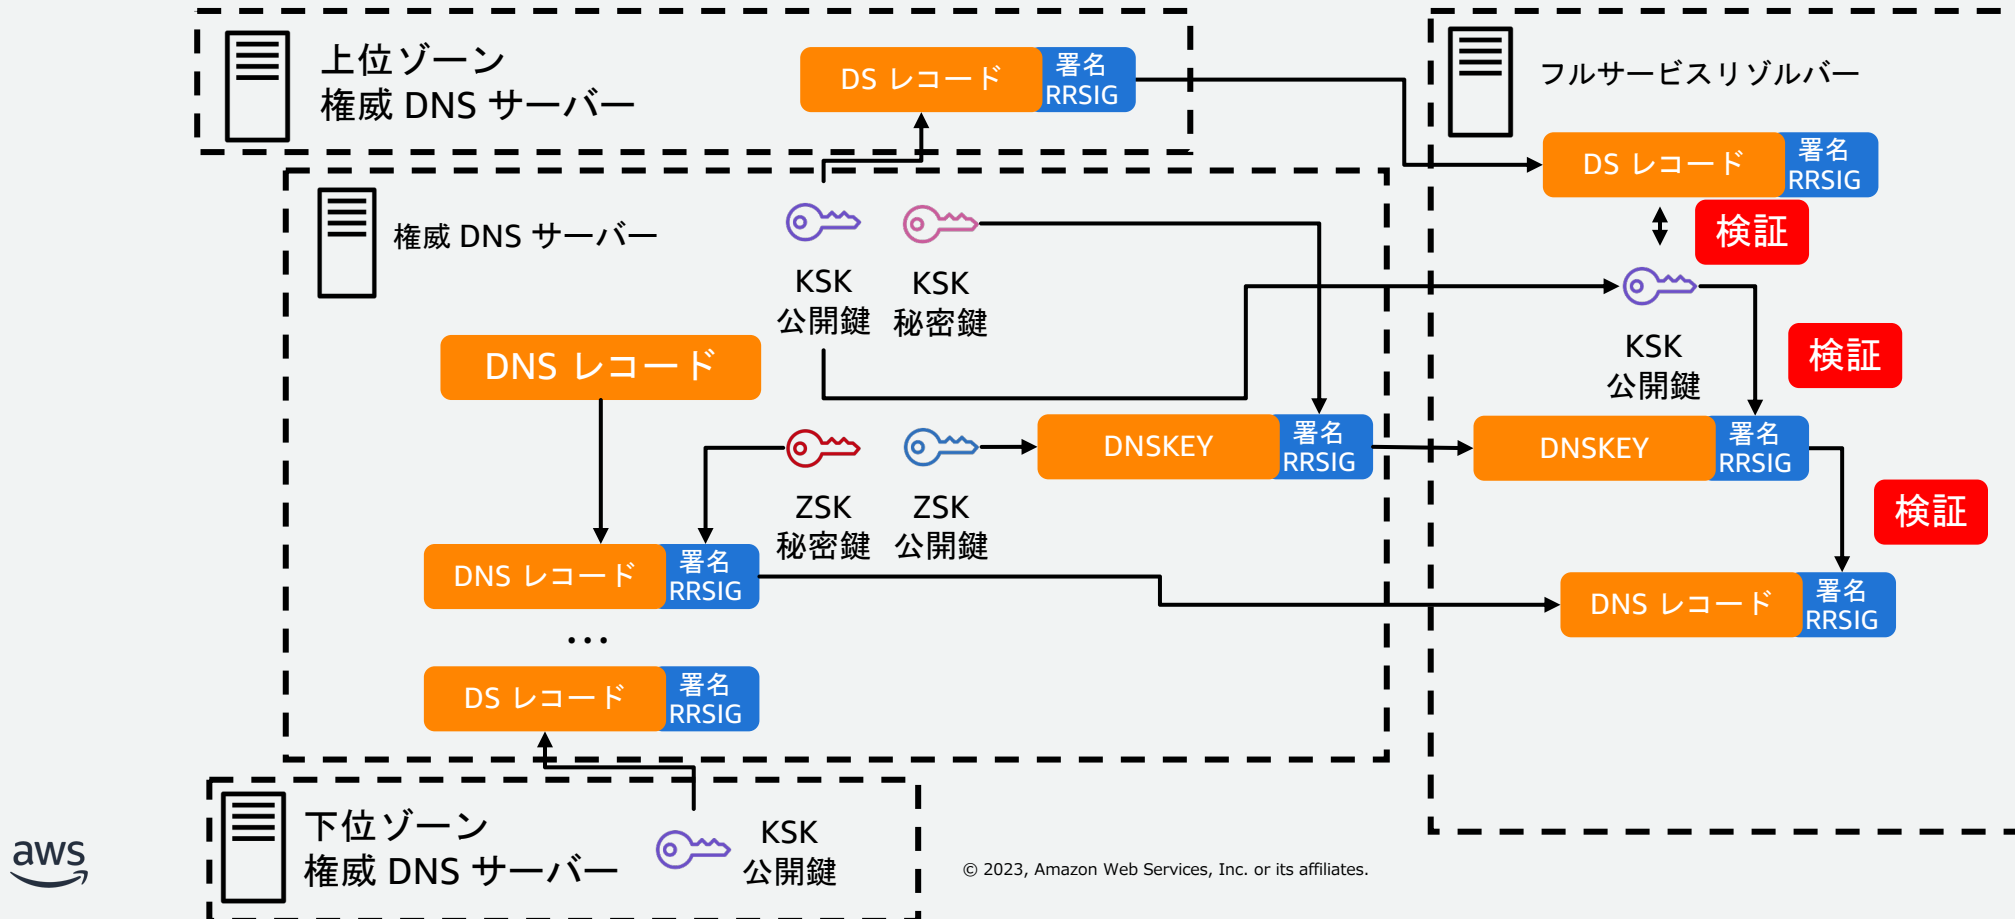 上位ゾーン
権威 DNS サーバー
DS レコード
署名
RRSIG
フルサービスリゾルバー
DS レコード
署名
RRSIG
検証
権威 DNS サーバー
KSK
公開鍵
KSK
秘密鍵
KSK
公開鍵
検証
DNS レコード
ZSK
秘密鍵
ZSK
公開鍵
DNSKEY
署名
RRSIG
DNSKEY
署名
RRSIG
検証
DNS レコード
署名
RRSIG
DNS レコード
署名
RRSIG
...
DS レコード
署名
RRSIG
下位ゾーン
権威 DNS サーバー
KSK
公開鍵
aws
© 2023, Amazon Web Services, Inc. or its affiliates.